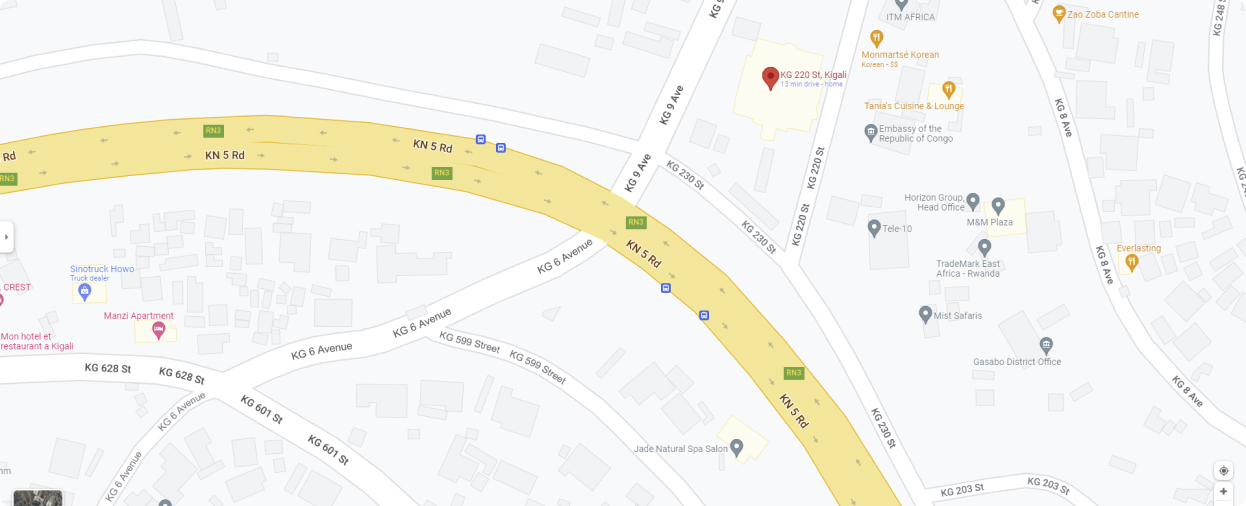 KG 9
ITM AFRICA
Zao Zoba Cantine
KG 248 S
Monmartsé Korean
Korean - $$
KG 220 St, Kigali
13 min drive - home
Tania's Cuisine & Lounge
KG 9 Ave
KG 8 Ave
RN3
KN 5 Rd
KN 5 Rd
Rd
RN3
RN3
Embassy of the
Republic of Congo
KG 9 Ave
KG 230 St
KG 220 St
KG 220 St
KG 230 St
Horizon Group,
Head Office
M&M Plaza
Tele-10
RN3
KN 5 Rd
KG 6 Avenue
TradeMark East
Africa - Rwanda
Everlasting
KG 8 Ave
Sinotruck Howo
Truck dealer
CREST
Manzi Apartment
Mon hotel et
restaurant a Kigali
KG 6 Avenue
KG 6 Avenue
KG 599 Street
KG 599 Street
Mist Safaris
Gasabo District Office
KG 628 St
KG 628 St
RN3
KG 8 Ave
KG 6 Avenue
KG 601 St
KG 601 St
KN 5 Rd
KG 230 St
Jade Natural Spa Salon
KG 6 Avenue
KG 203 St
KG 203 St